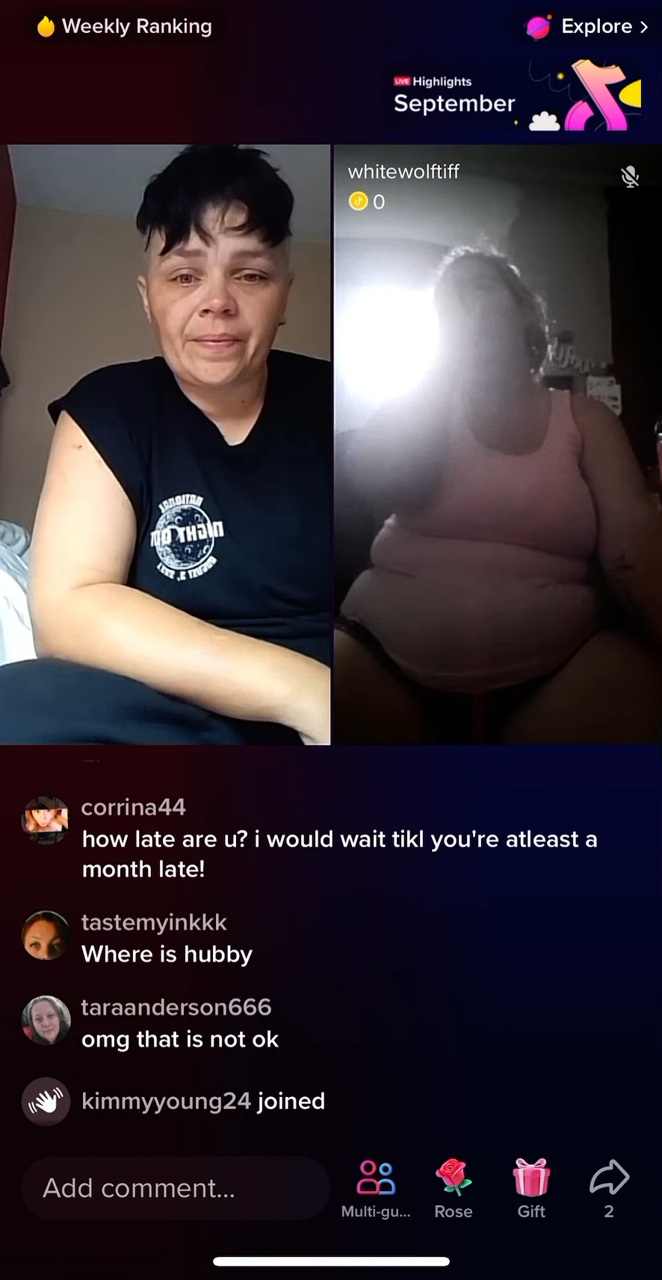 Weekly Ranking
Explore
LIVE Highlights
September
whitewolftiff
0
corrina44
how late are u? i would wait tikl you're atleast a
month late!
tastemyinkkk
Where is hubby
taraanderson666
omg that is not ok
kimmyyoung24 joined
Add comment...
Multi-gu...
Rose
Gift
2